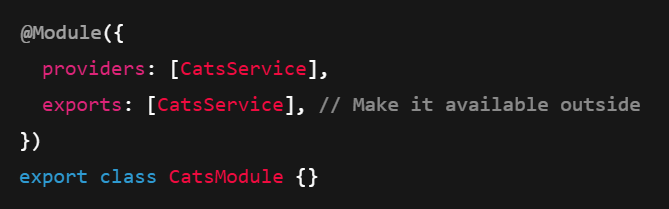 @Module({
  providers: [CatsService],
  exports: [CatsService], // Make it available outside
})
export class CatsModule {}